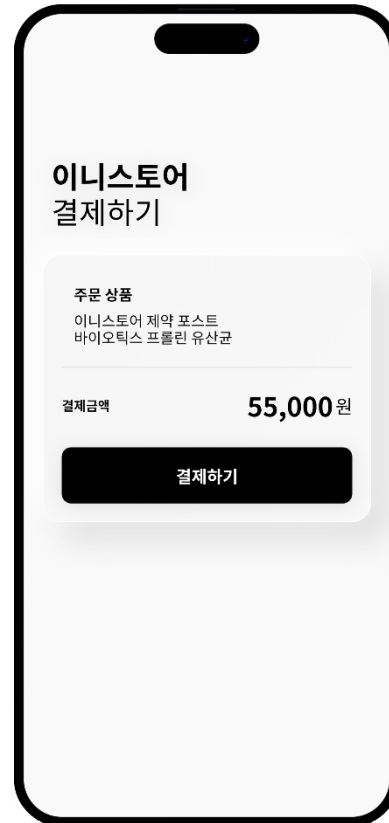 이니스토어
결제하기
주문 상품
이니스토어 제약 포스트
바이오틱스 프롤린 유산균
결제금액 55,000원
결제하기